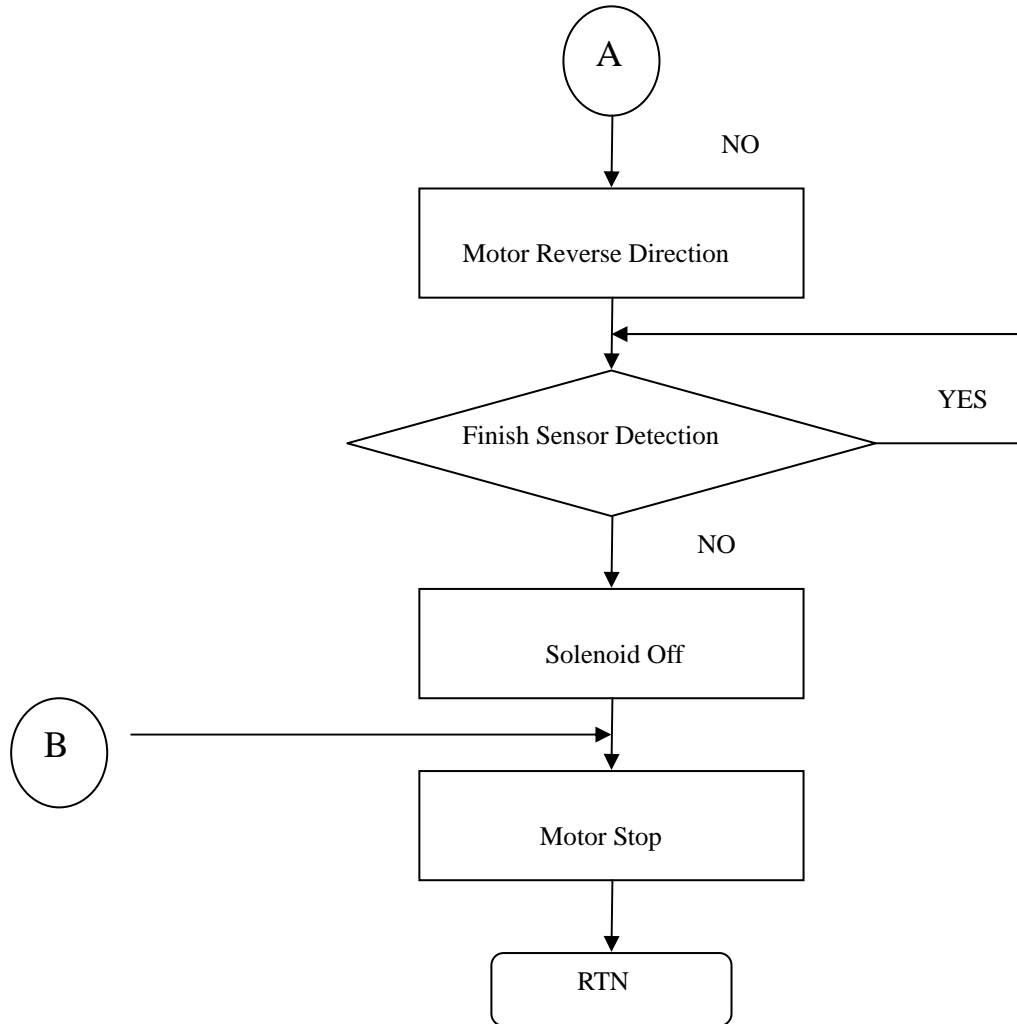 A
NO
Motor Reverse Direction
YES
Finish Sensor Detection
NO
Solenoid Off
B
Motor Stop
RTN